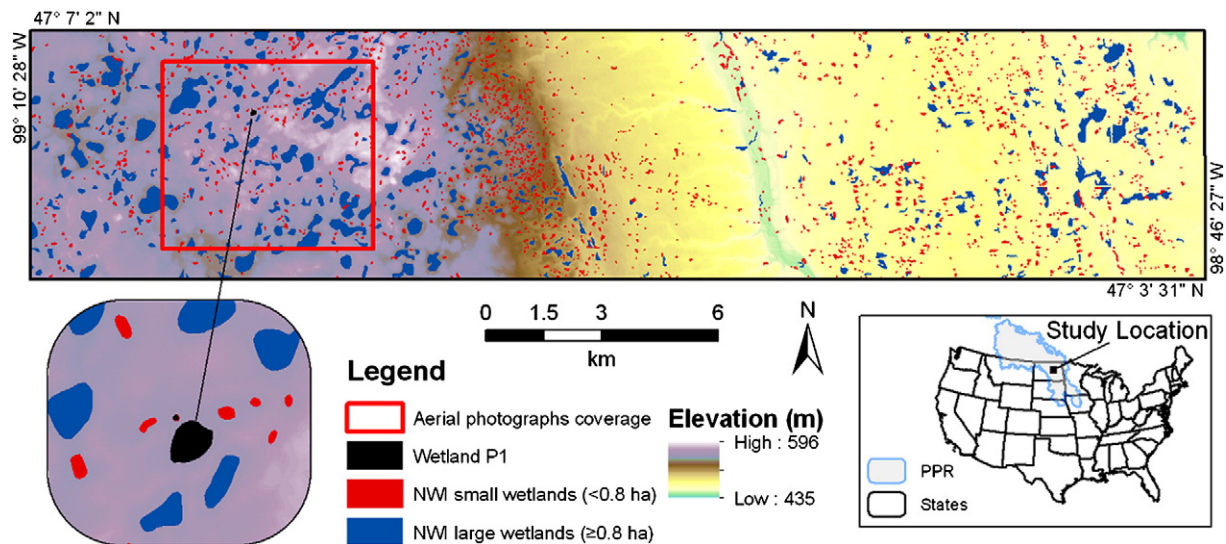 47° 7' 2" N
99° 10' 28" W
98° 46' 27" W
47° 3' 31" N
0 1.5 3 6
km
N
Study Location
PPR
States
Legend
Aerial photographs coverage
Wetland P1
NWI small wetlands (<0.8 ha)
NWI large wetlands (≥0.8 ha)
Elevation (m)
High : 596
Low : 435